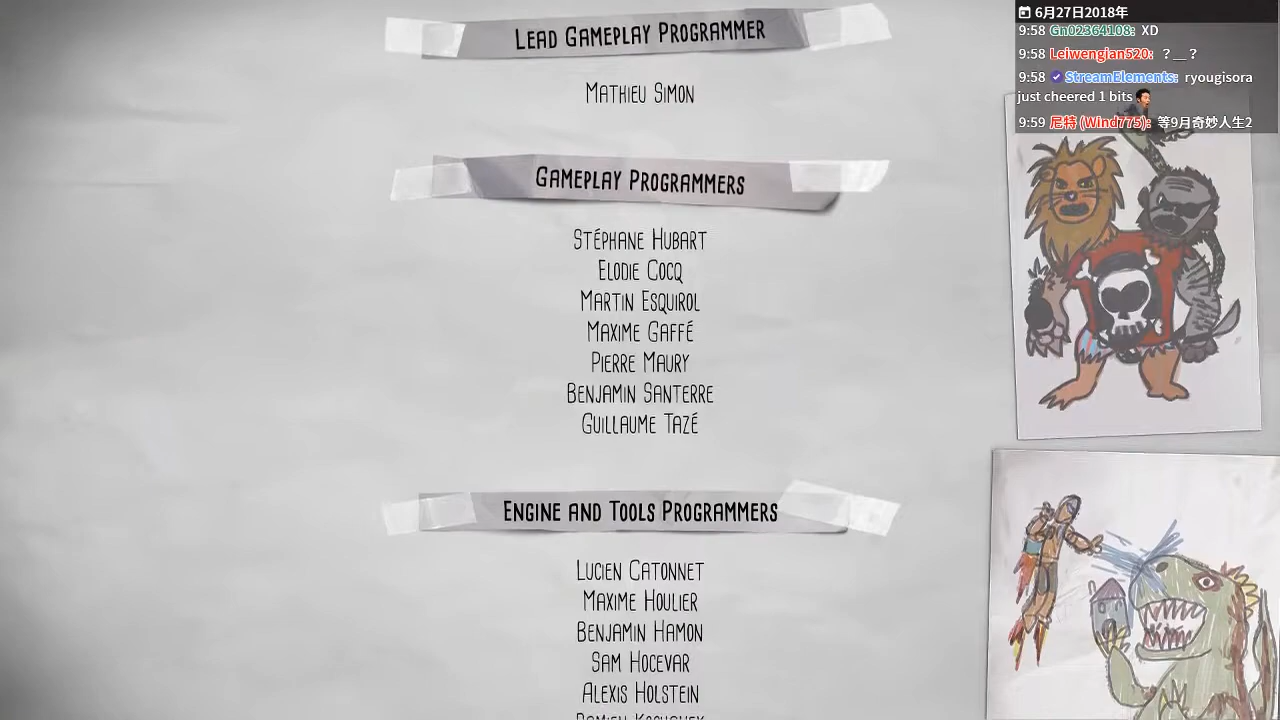 LEAD GAMEPLAY PROGRAMMER
MATHIEU SIMON
GAMEPLAY PROGRAMMERS
STÉPHANE HUBART
ELODIE COCQ
MARTIN ESQUIROL
MAXIME GAFFÉ
PIERRE MAURY
BENJAMIN SANTERRE
GUILLAUME TAZÉ
ENGINE AND TOOLS PROGRAMMERS
LUCIEN CATONNET
MAXIME HOULIER
BENJAMIN HAMON
SAM HOCEVAR
ALEXIS HOLSTEIN
6月27日2018年
9:58 Gn02364108: XD
9:58 Leiwengian520: ？__？
9:58 StreamElements: ryougisora
just cheered 1 bits
9:59 尼特 (Wind775): 等9月奇妙人生2